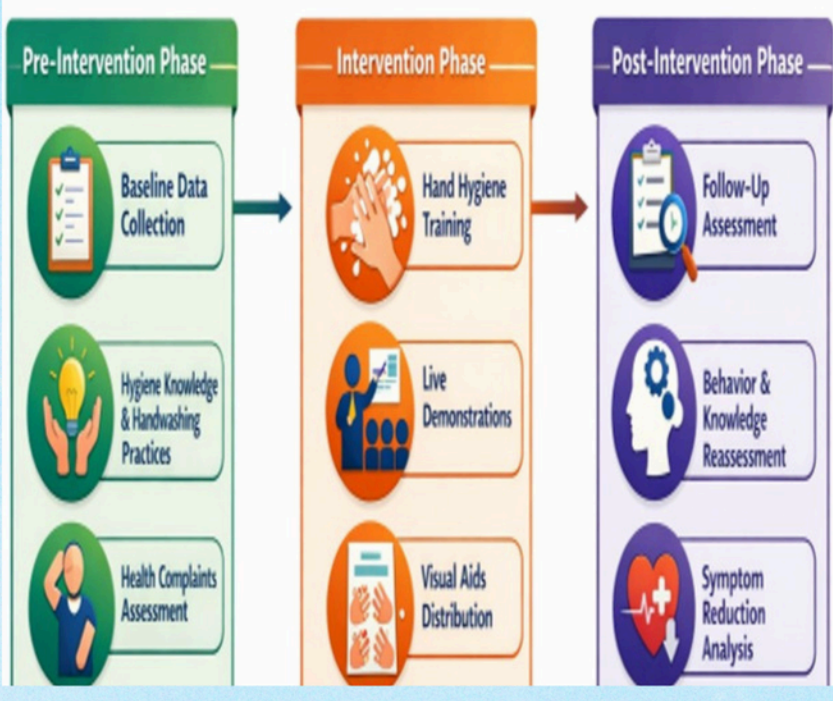 Pre-Intervention Phase
Baseline Data
Collection
Hygiene Knowledge
& Handwashing
Practices
Health Complaints
Assessment
Intervention Phase
Hand Hygiene
Training
Live
Demonstrations
Visual Aids
Distribution
Post-Intervention Phase
Follow-Up
Assessment
Behavior &
Knowledge
Reassessment
Symptom
Reduction
Analysis